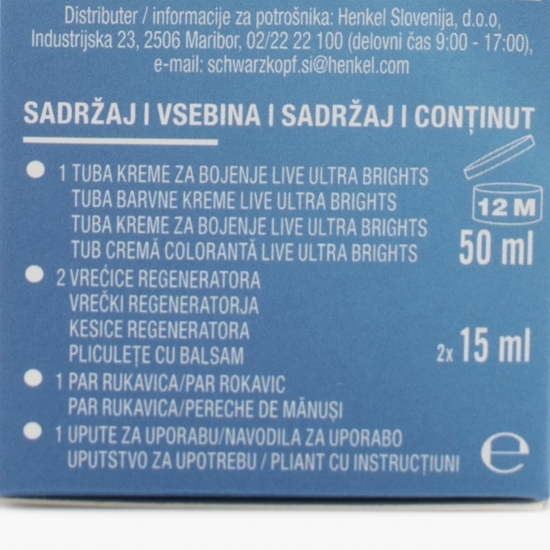 Distributer / informacije za potrošnika: Henkel Slovenija, d.o.o,
Industrijska 23, 2506 Maribor, 02/22 22 100 (delovni čas 9:00 - 17:00),
e-mail: schwarzkopf.si@henkel.com
SADRŽAJ I VSEBINA I SADRŽAJ I CONȚINUT
1 TUBA KREME ZA BOJENJE LIVE ULTRA BRIGHTS
TUBA BARVNE KREME LIVE ULTRA BRIGHTS
TUBA KREME ZA BOJENJE LIVE ULTRA BRIGHTS
TUB CREMĂ COLORANTĂ LIVE ULTRA BRIGHTS
12 M
50 ml
2 VREĆICE REGENERATORA
VREČKI REGENERATORJA
KESICE REGENERATORA
PLICULEȚE CU BALSAM
2x 15 ml
1 PAR RUKAVICA/PAR ROKAVIC
PAR RUKAVICA/PERECHE DE MĂNUȘI
1 UPUTE ZA UPORABU/NAVODILA ZA UPORABO
UPUTSTVO ZA UPOTREBU / PLIANT CU INSTRUCȚIUNI
℮